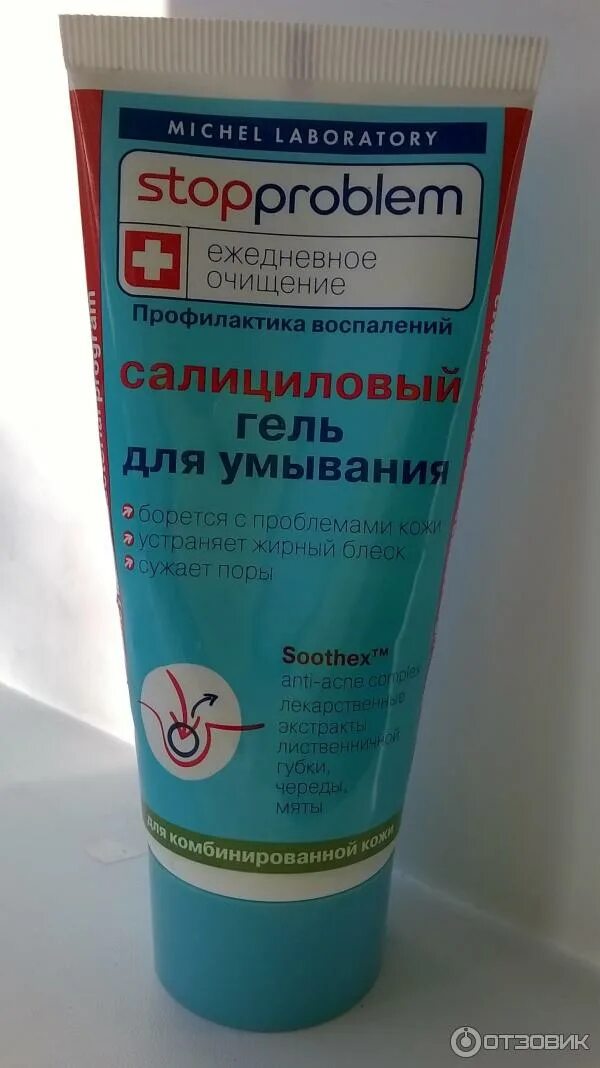 MICHEL LABORATORY
stopproblem
ежедневное
очищение
Профилактика воспалений
салициловый
гель
для умывания
борется с проблемами кожи
устраняет жирный блеск
сужает поры
Soothex™
anti-acne complex
лекарственные
экстракты
лиственничной
губки,
череды,
мяты
для комбинированной кожи
ОТЗОВИК